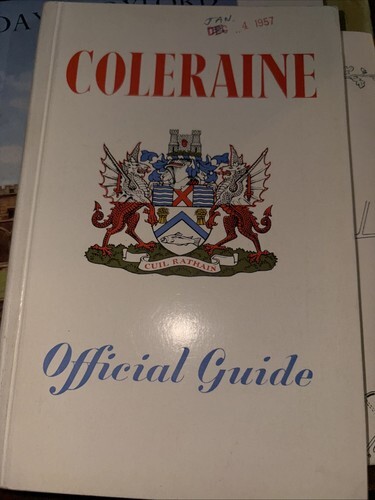 JAN.
DEC 4 1957
COLERAINE
CUIL RATHAIN
Official Guide